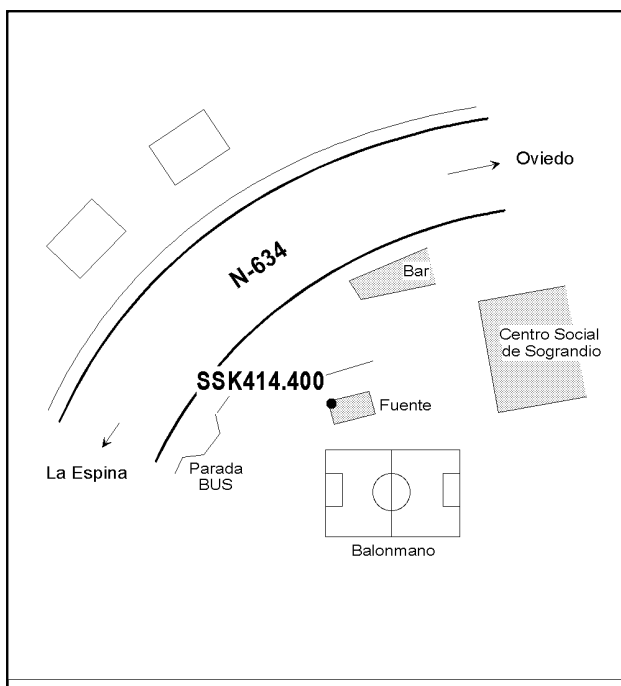 Oviedo
N-634
Bar
Centro Social
de Sograndio
SSK414.400
Fuente
La Espina
Parada
BUS
Balonmano